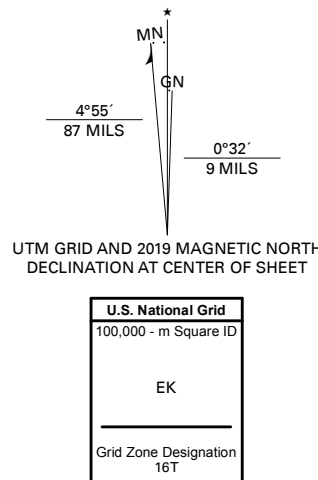 ★
MN
GN
4°55´
87 MILS
0°32´
9 MILS
UTM GRID AND 2019 MAGNETIC NORTH
DECLINATION AT CENTER OF SHEET
U.S. National Grid
100,000 - m Square ID
EK
Grid Zone Designation
16T